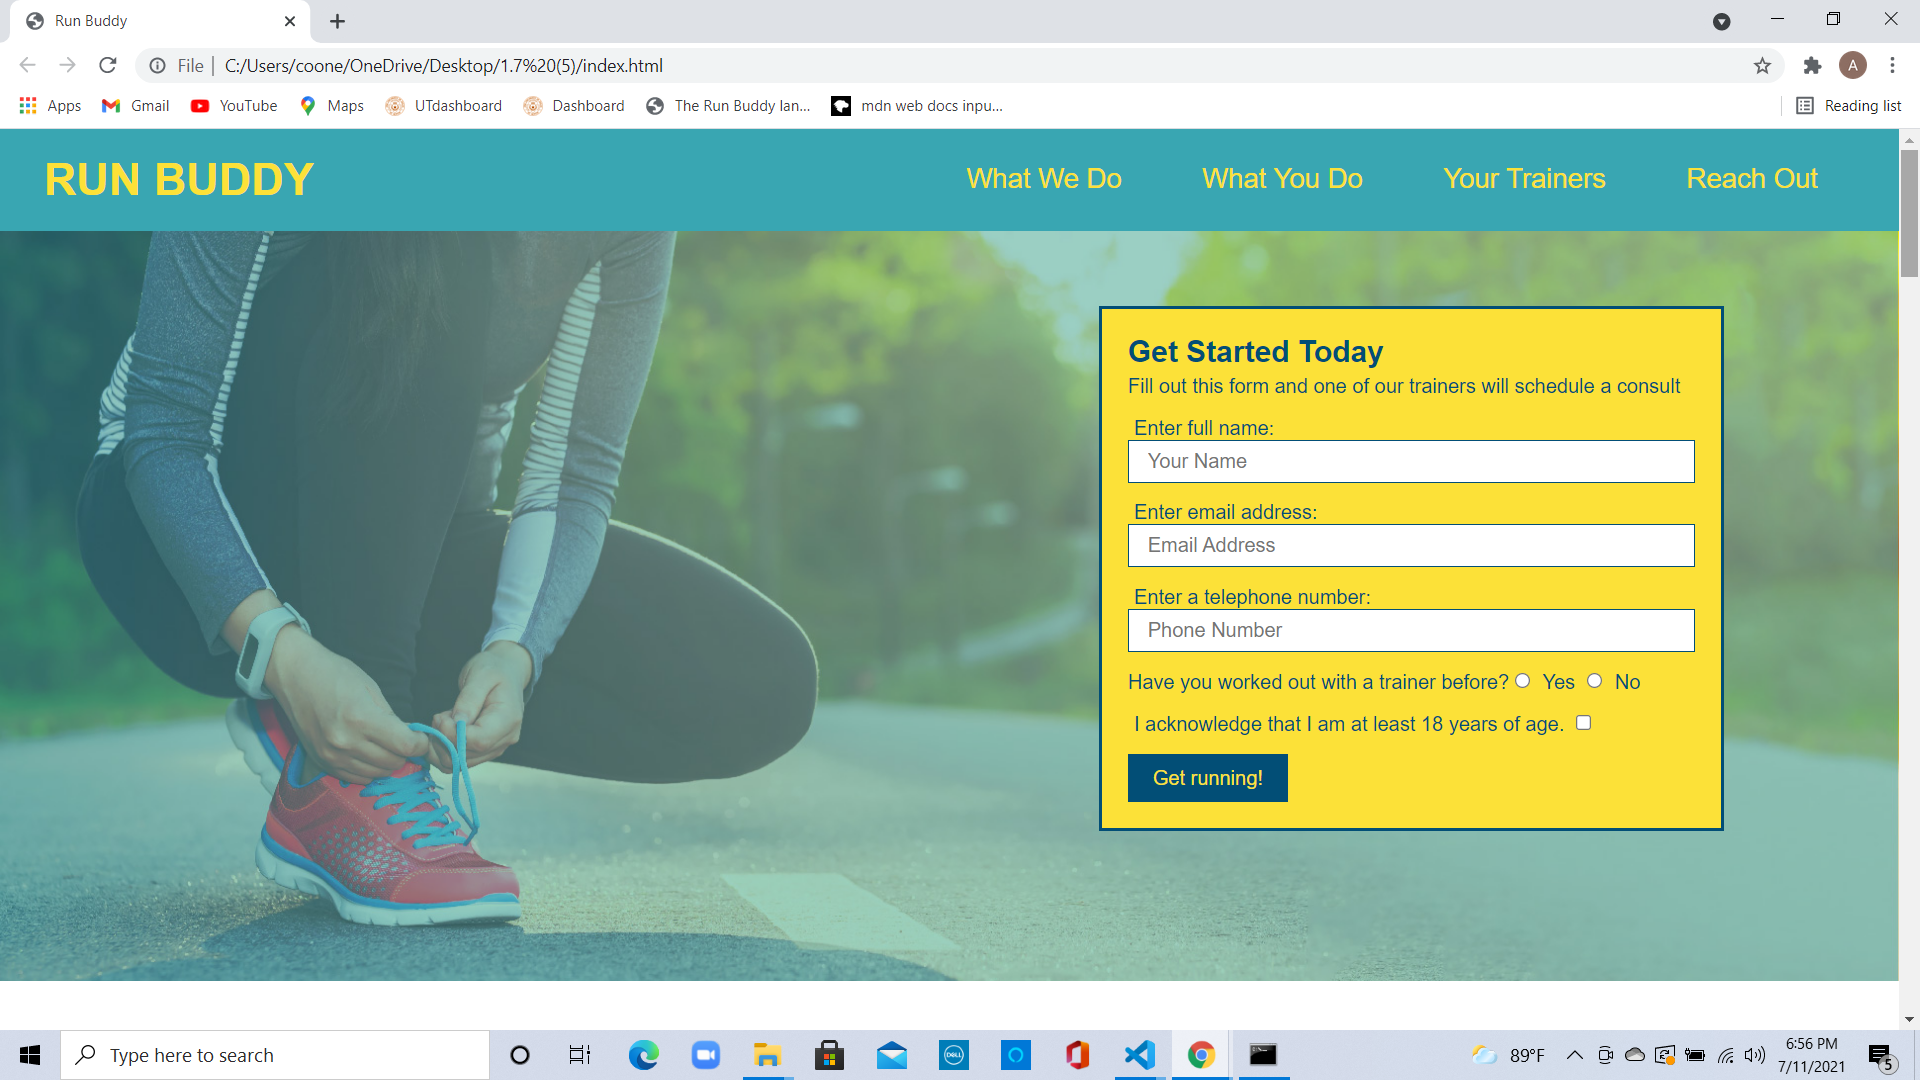 Run Buddy
File | C:/Users/coone/OneDrive/Desktop/1.7%20(5)/index.html
A
Apps Gmail YouTube Maps UTdashboard Dashboard The Run Buddy lan... mdn web docs inpu... Reading list
RUN BUDDY What We Do What You Do Your Trainers Reach Out
Get Started Today
Fill out this form and one of our trainers will schedule a consult
Enter full name:
Your Name
Enter email address:
Email Address
Enter a telephone number:
Phone Number
Have you worked out with a trainer before? Yes No
I acknowledge that I am at least 18 years of age.
Get running!
Type here to search
DELL
89°F
6:56 PM
7/11/2021
5